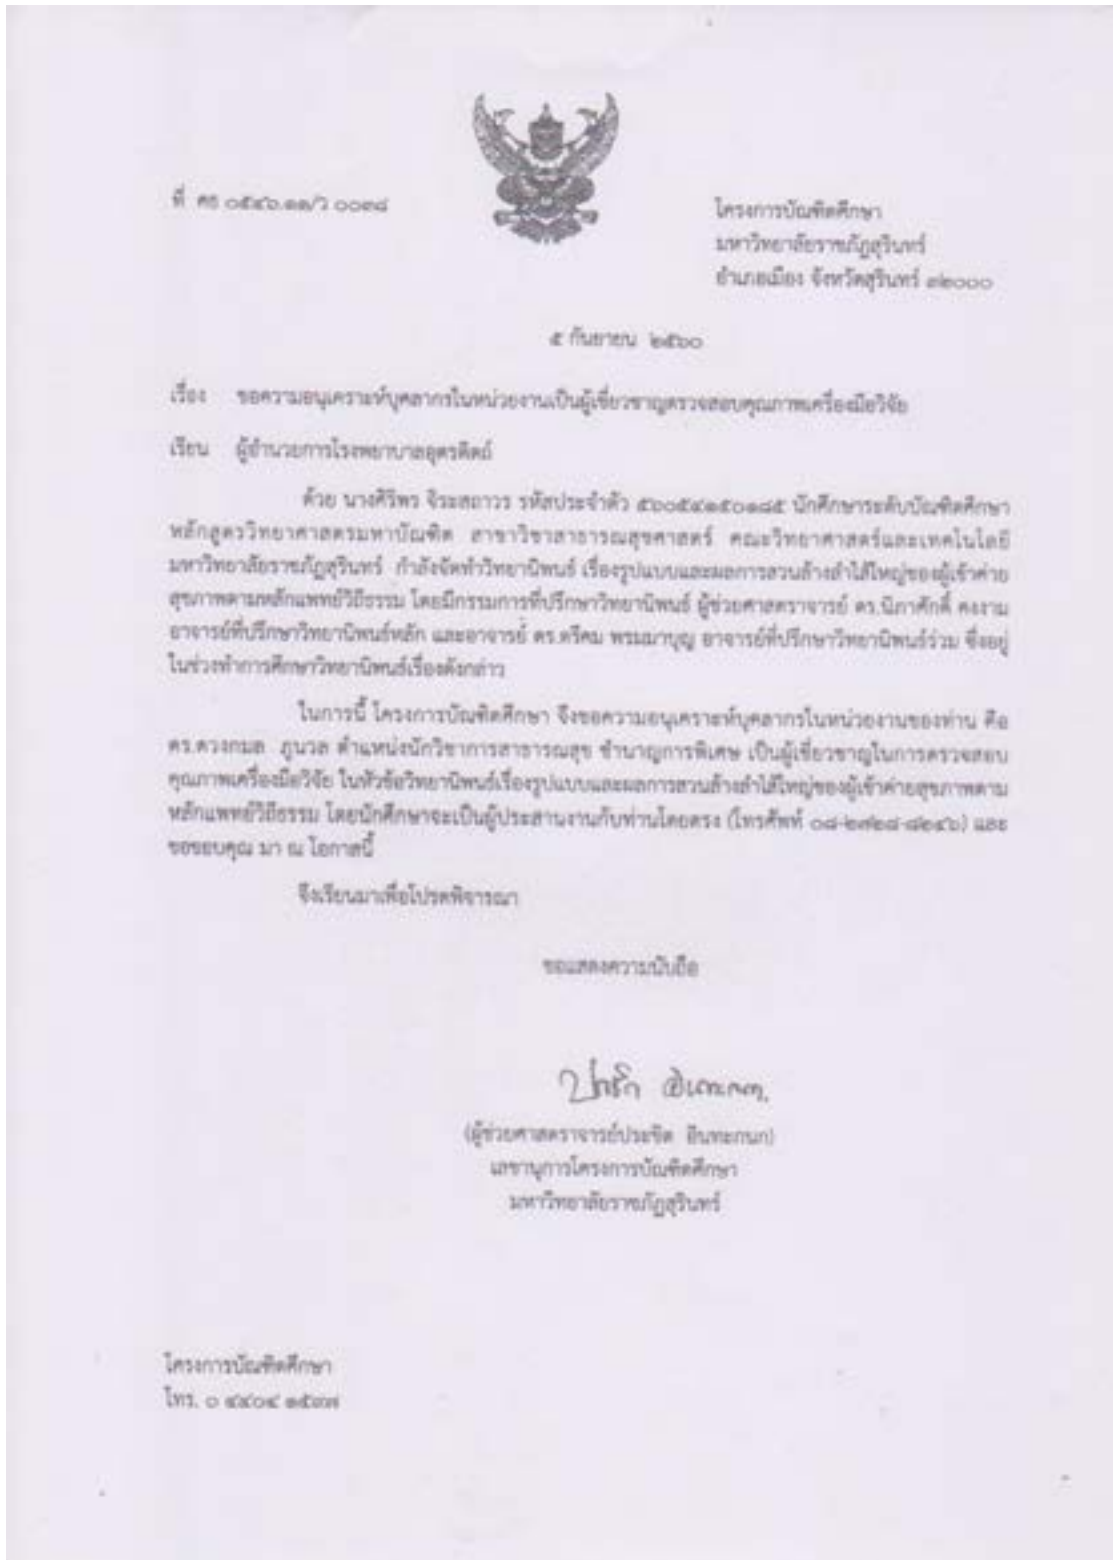 ที่ ศธ ๐๕๔๖.๑๑/ว ๐๐๓๘
โครงการบัณฑิตศึกษา
มหาวิทยาลัยราชภัฏสุรินทร์
อำเภอเมือง จังหวัดสุรินทร์ ๓๒๐๐๐
๕ กันยายน ๒๕๖๐
เรื่อง ขอความอนุเคราะห์บุคลากรในหน่วยงานเป็นผู้เชี่ยวชาญตรวจสอบคุณภาพเครื่องมือวิจัย
เรียน ผู้อำนวยการโรงพยาบาลอุตรดิตถ์
ด้วย นางศิริพร จิระสถาวร รหัสประจำตัว ๕๖๐๕๔๑๕๐๑๘๕ นักศึกษาระดับบัณฑิตศึกษา
หลักสูตรวิทยาศาสตรมหาบัณฑิต สาขาวิชาสาธารณสุขศาสตร์ คณะวิทยาศาสตร์และเทคโนโลยี
มหาวิทยาลัยราชภัฏสุรินทร์ กำลังจัดทำวิทยานิพนธ์ เรื่องรูปแบบและผลการสวนล้างลำไส้ใหญ่ของผู้เข้าค่าย
สุขภาพตามหลักแพทย์วิถีธรรม โดยมีกรรมการที่ปรึกษาวิทยานิพนธ์ ผู้ช่วยศาสตราจารย์ ดร.นิภาศักดิ์ คงงาม
อาจารย์ที่ปรึกษาวิทยานิพนธ์หลัก และอาจารย์ ดร.ตรีคม พรมมาบุญ อาจารย์ที่ปรึกษาวิทยานิพนธ์ร่วม ซึ่งอยู่
ในช่วงทำการศึกษาวิทยานิพนธ์เรื่องดังกล่าว
ในการนี้ โครงการบัณฑิตศึกษา จึงขอความอนุเคราะห์บุคลากรในหน่วยงานของท่าน คือ
ดร.ดวงกมล ภูนวล ตำแหน่งนักวิชาการสาธารณสุข ชำนาญการพิเศษ เป็นผู้เชี่ยวชาญในการตรวจสอบ
คุณภาพเครื่องมือวิจัย ในหัวข้อวิทยานิพนธ์เรื่องรูปแบบและผลการสวนล้างลำไส้ใหญ่ของผู้เข้าค่ายสุขภาพตาม
หลักแพทย์วิถีธรรม โดยนักศึกษาจะเป็นผู้ประสานงานกับท่านโดยตรง (โทรศัพท์ และ
ขอขอบคุณ มา ณ โอกาสนี้
จึงเรียนมาเพื่อโปรดพิจารณา
ขอแสดงความนับถือ
(ผู้ช่วยศาสตราจารย์ประชิต อินทะกนก)
เลขานุการโครงการบัณฑิตศึกษา
มหาวิทยาลัยราชภัฏสุรินทร์
โครงการบัณฑิตศึกษา
โทร. ๐ ๔๔๐๔ ๑๕๓๗